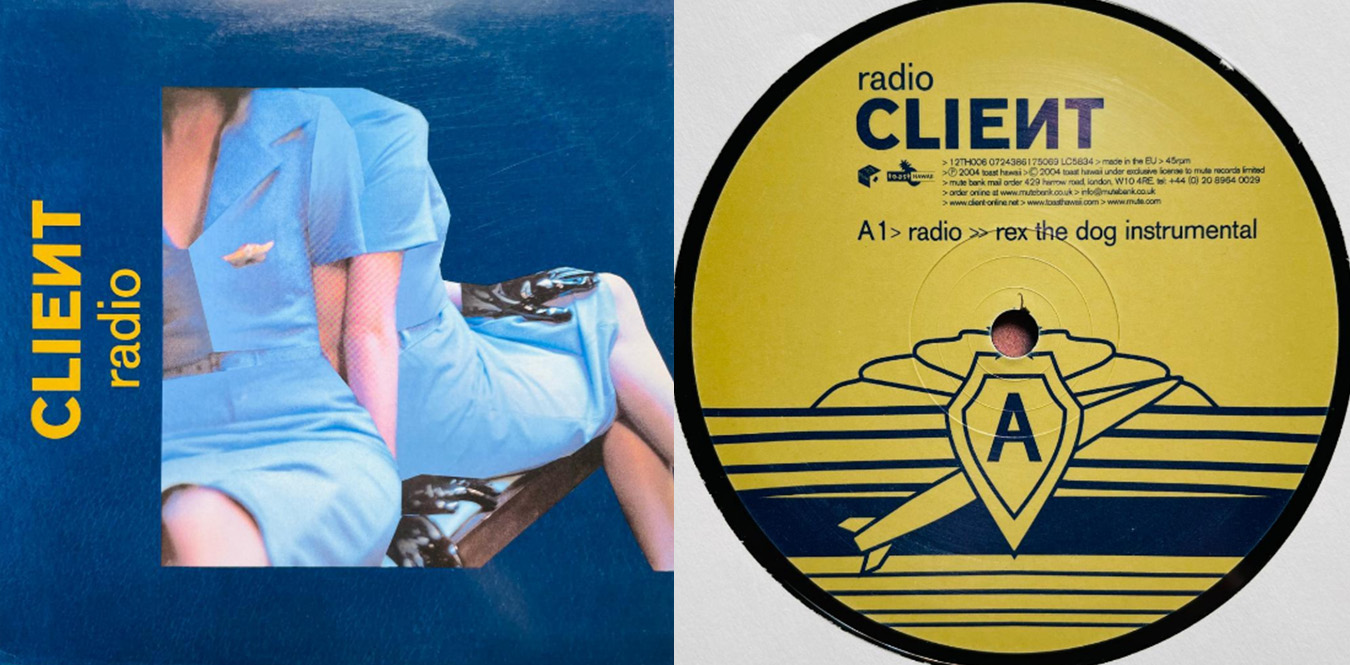 CLIEИT
radio
radio
CLIEИT
> 12TH006 0724386175069 LC5834 > made in the EU > 45rpm
> ℗ 2004 toast hawaii > © 2004 toast hawaii under exclusive license to mute records limited
> mute bank mail order 429 harrow road, london, W10 4RE. tel: +44 (0) 20 8964 0029
> order online at www.mutebank.co.uk > info@mutebank.co.uk
> www.client-online.net > www.toasthawaii.com > www.mute.com
toast HAWAII
A1> radio >> rex the dog instrumental
A